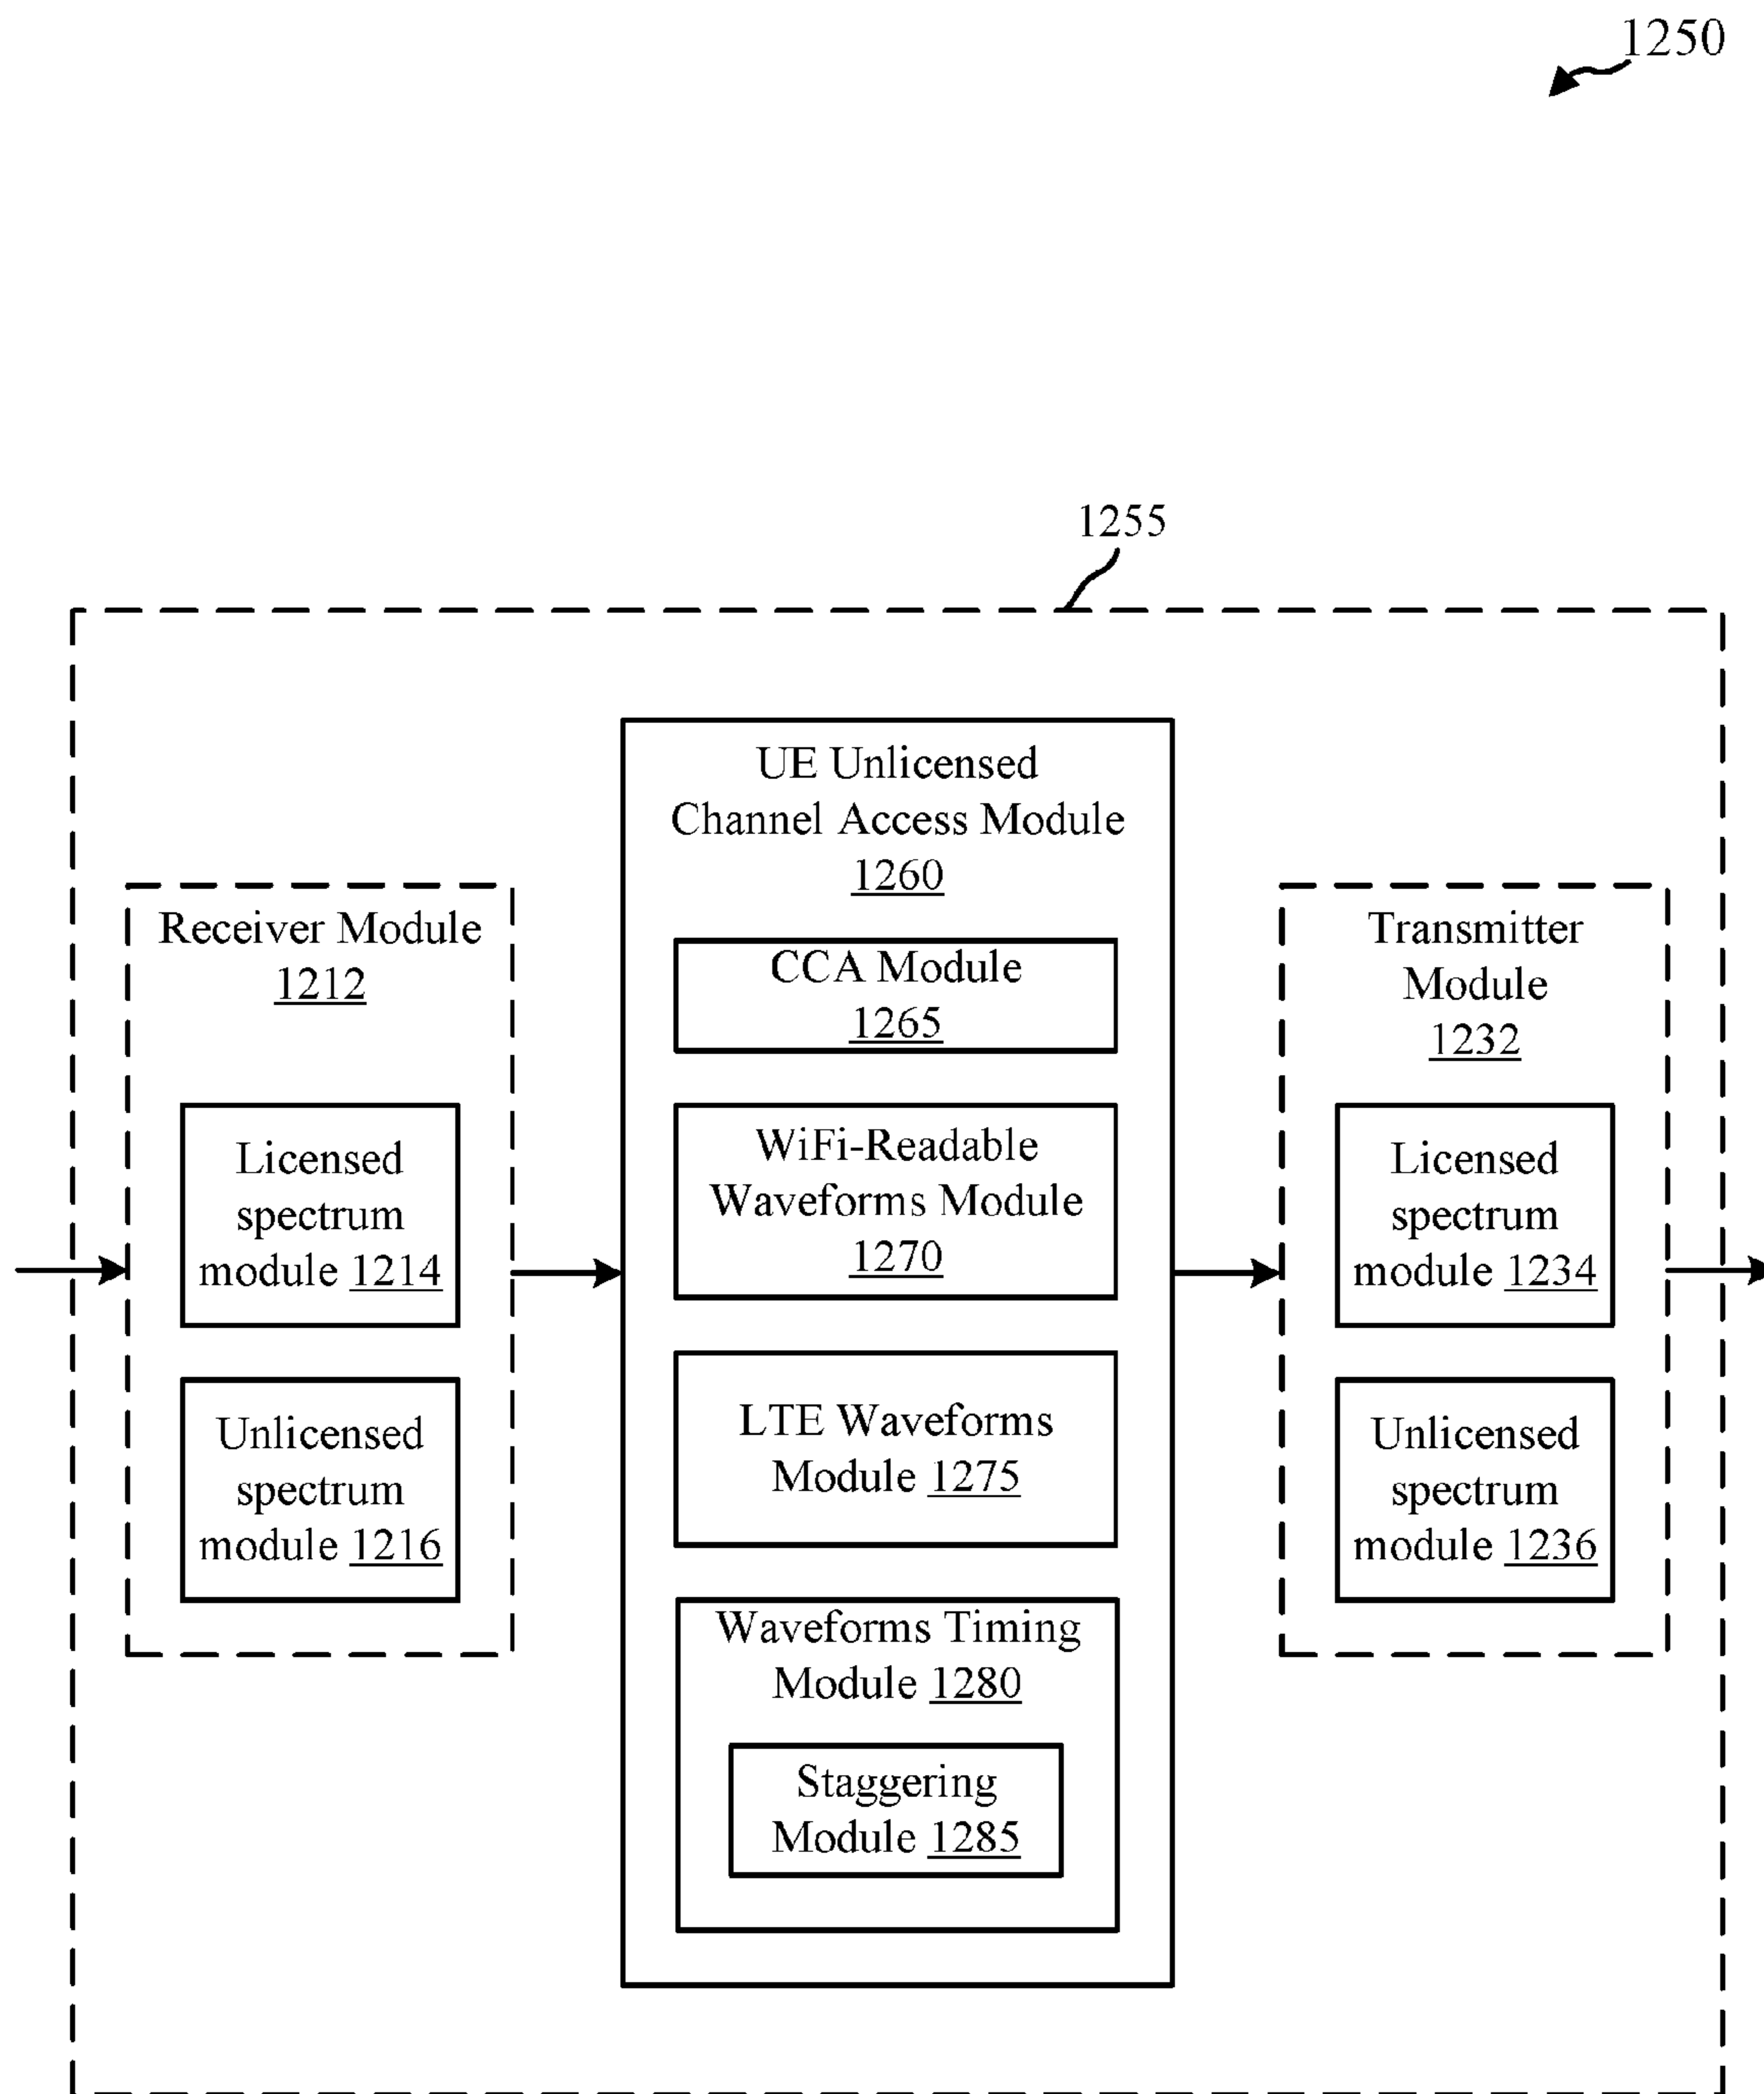 1250
1255
UE Unlicensed
Channel Access Module
1260
Receiver Module
1212
Licensed
spectrum
module 1214
Unlicensed
spectrum
module 1216
CCA Module
1265
WiFi-Readable
Waveforms Module
1270
LTE Waveforms
Module 1275
Waveforms Timing
Module 1280
Staggering
Module 1285
Transmitter
Module
1232
Licensed
spectrum
module 1234
Unlicensed
spectrum
module 1236